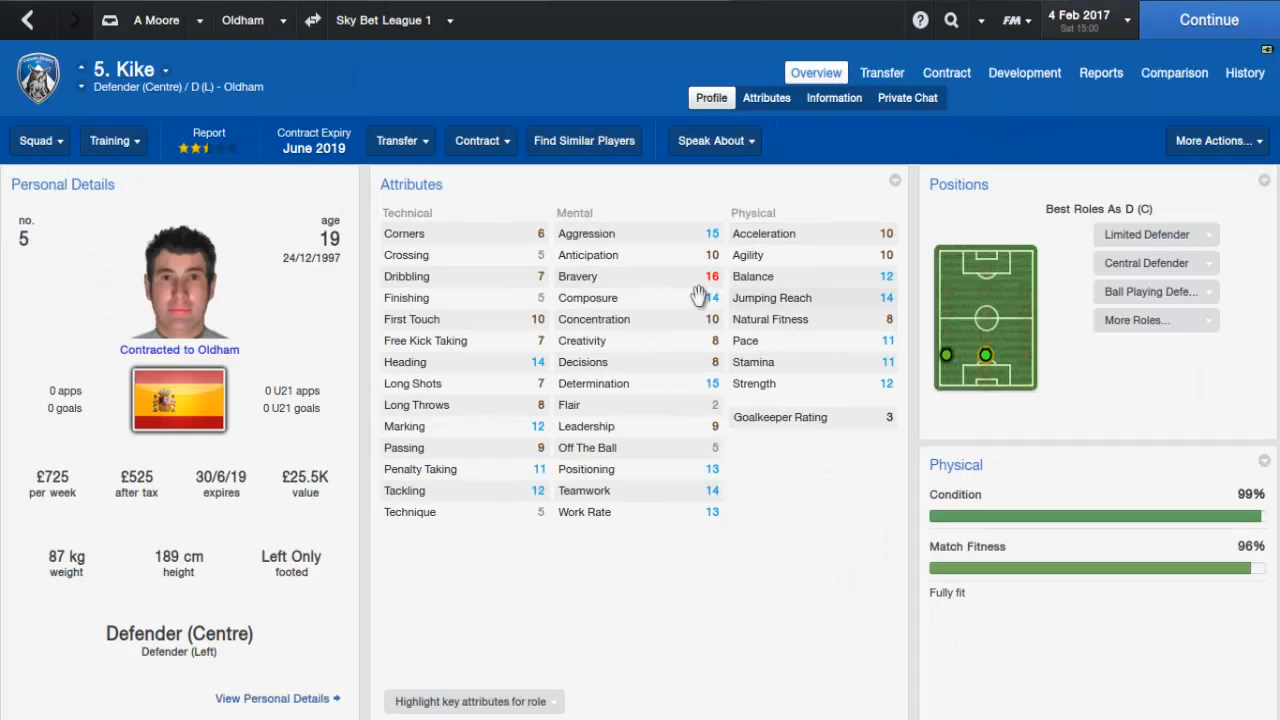 A Moore
Oldham
Sky Bet League 1
FM
4 Feb 2017
Sat 15:00
Continue
5. Kike
Defender (Centre) / D (L) - Oldham
Overview Transfer Contract Development Reports Comparison History
Profile Attributes Information Private Chat
Squad Training Report
Contract Expiry
June 2019
Transfer Contract Find Similar Players Speak About More Actions...
Personal Details
no.
5
age
19
24/12/1997
Contracted to Oldham
0 apps
0 goals
0 U21 apps
0 U21 goals
£725
per week
£525
after tax
30/6/19
expires
£25.5K
value
87 kg
weight
189 cm
height
Left Only
footed
Defender (Centre)
Defender (Left)
View Personal Details
Attributes
Technical Mental Physical
Corners 6 Aggression 15 Acceleration 10
Crossing 5 Anticipation 10 Agility 10
Dribbling 7 Bravery 16 Balance 12
Finishing 5 Composure 14 Jumping Reach 14
First Touch 10 Concentration 10 Natural Fitness 8
Free Kick Taking 7 Creativity 8 Pace 11
Heading 14 Decisions 8 Stamina 11
Long Shots 7 Determination 15 Strength 12
Long Throws 8 Flair 2
Goalkeeper Rating 3
Marking 12 Leadership 9
Passing 9 Off The Ball 5
Penalty Taking 11 Positioning 13
Tackling 12 Teamwork 14
Technique 5 Work Rate 13
Highlight key attributes for role
Positions
Best Roles As D (C)
Limited Defender
Central Defender
Ball Playing Defe...
More Roles...
Physical
Condition 99%
Match Fitness 96%
Fully fit